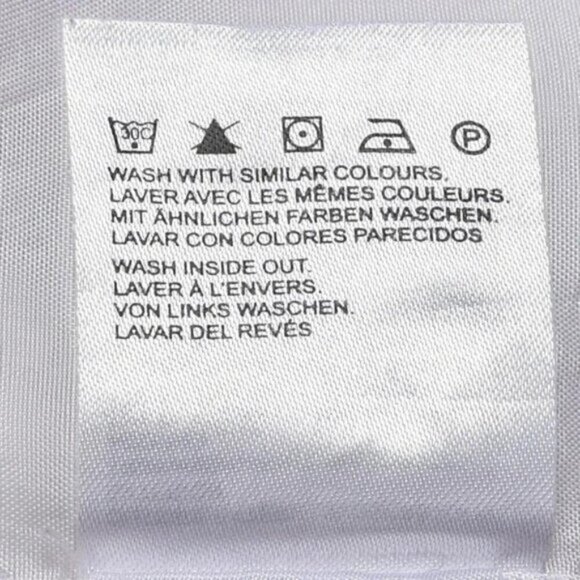 30C P
WASH WITH SIMILAR COLOURS.
LAVER AVEC LES MÊMES COULEURS.
MIT ÄHNLICHEN FARBEN WASCHEN.
LAVAR CON COLORES PARECIDOS
WASH INSIDE OUT.
LAVER À L'ENVERS.
VON LINKS WASCHEN.
LAVAR DEL REVÉS